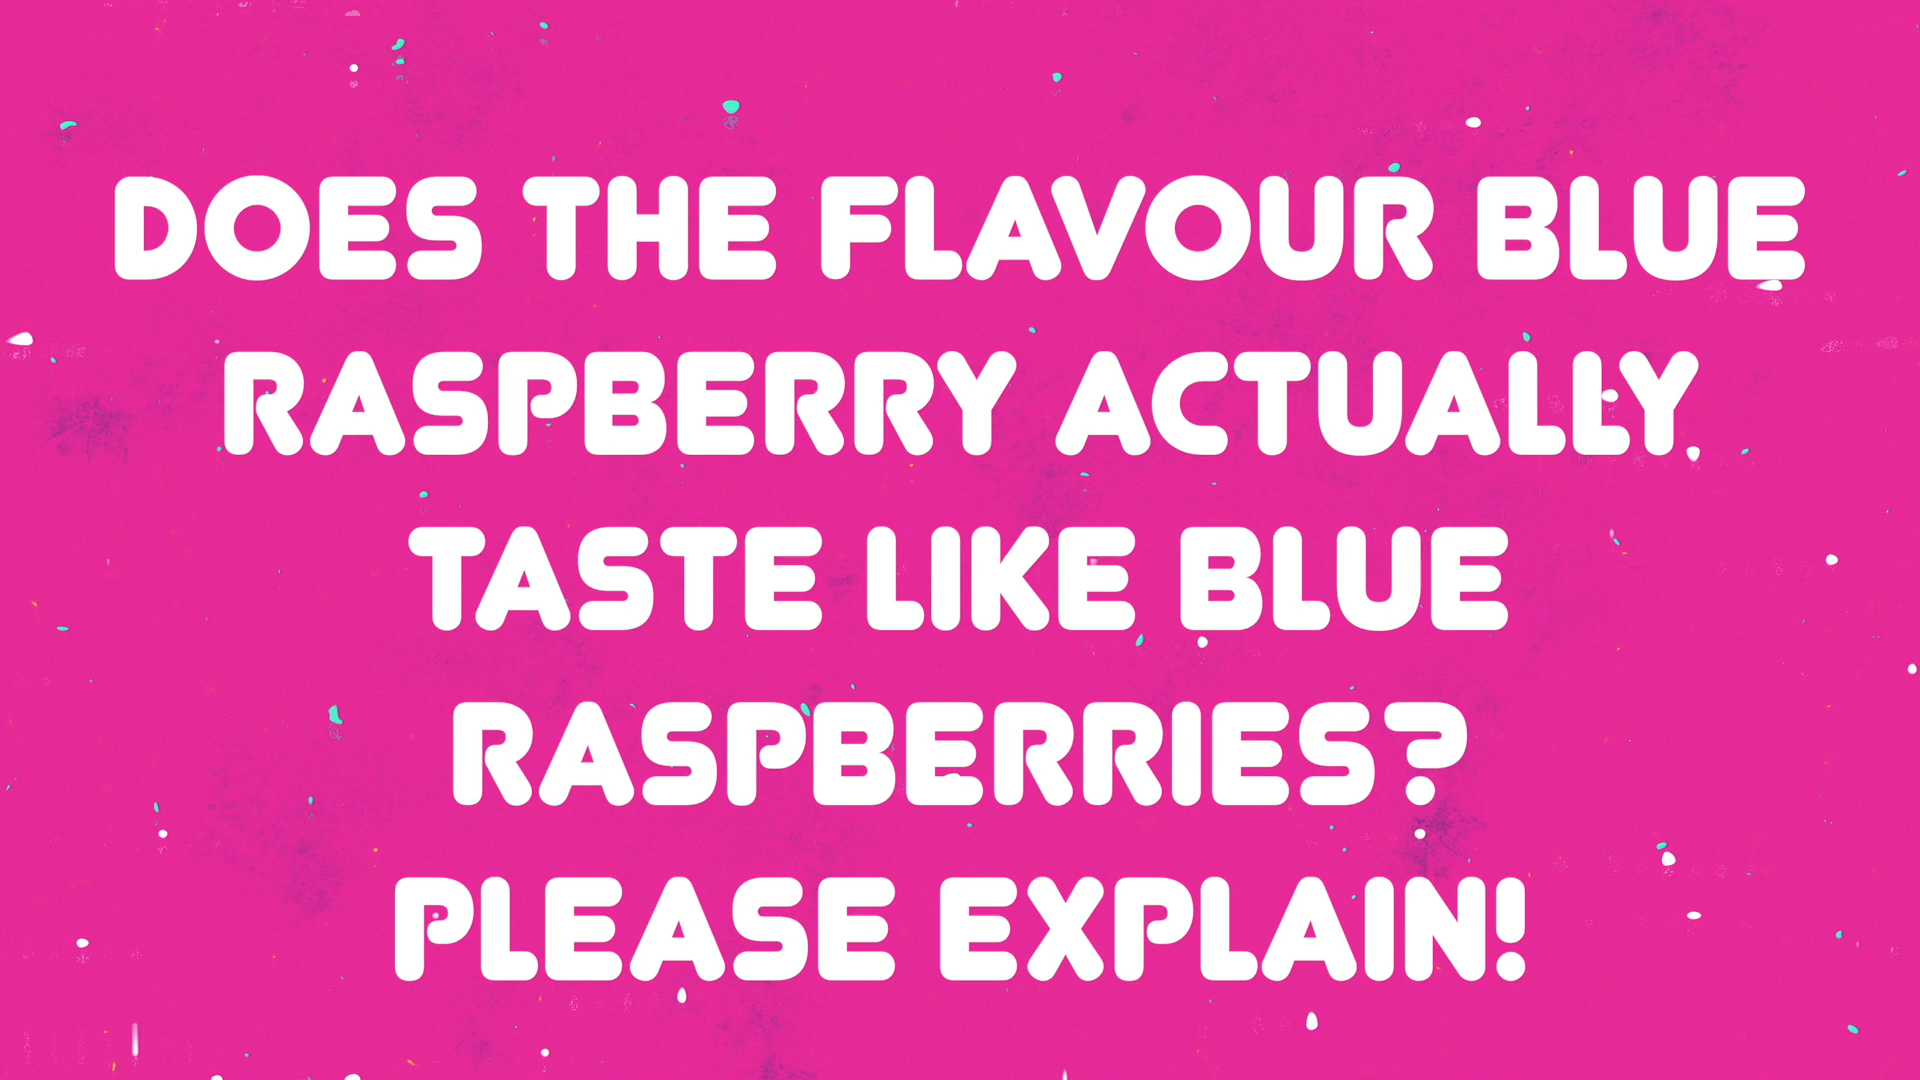 DOES THE FLAVOUR BLUE
RASPBERRY ACTUALLY
TASTE LIKE BLUE
RASPBERRIES?
PLEASE EXPLAIN!